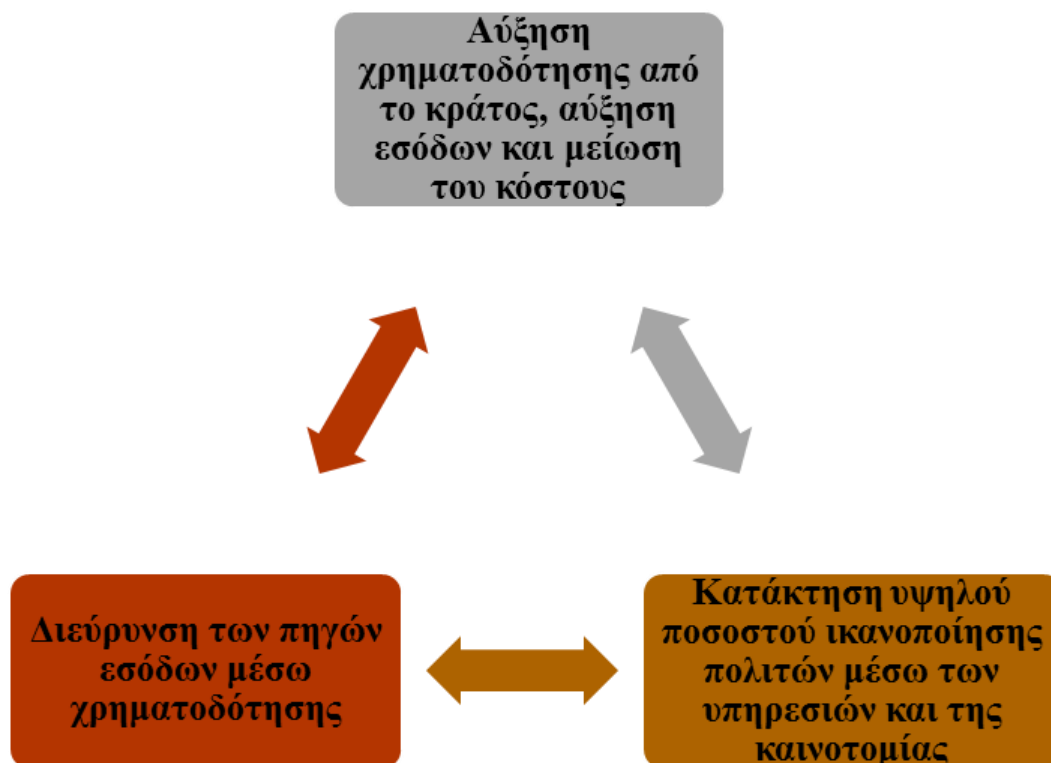 Αύξηση
χρηματοδότησης από
το κράτος, αύξηση
εσόδων και μείωση
του κόστους
Διεύρυνση των πηγών
εσόδων μέσω
χρηματοδότησης
Κατάκτηση υψηλού
ποσοστού ικανοποίησης
πολιτών μέσω των
υπηρεσιών και της
καινοτομίας